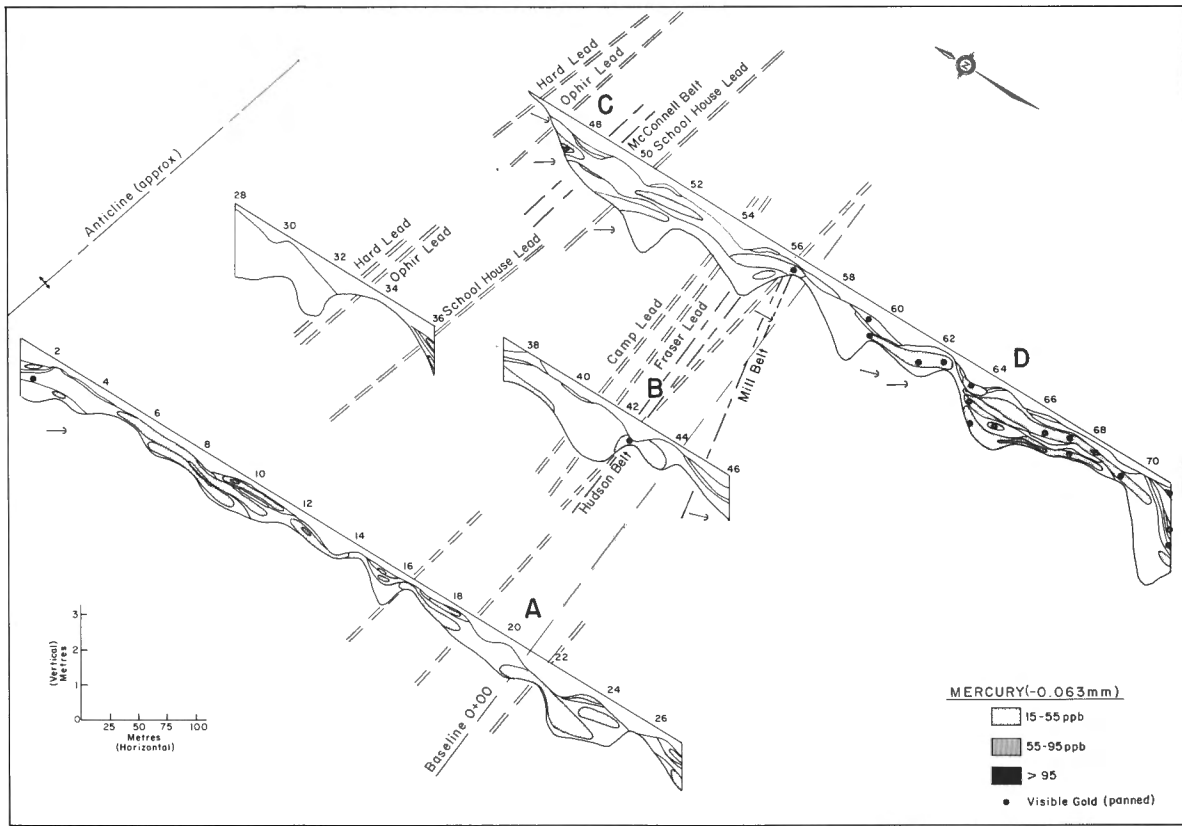 Hard Lead
Ophir Lead
C
McConnell Belt
School House Lead
N
48
50
52
54
56
58
60
62
64
D
66
68
70
Anticline (approx)
28
30
32
34
36
Hard Lead
Ophir Lead
School House Lead
Camp Lead
Fraser Lead
Mill Belt
38
40
42
B
44
46
Hudson Belt
2
4
6
8
10
12
14
16
18
A
20
22
24
26
Baseline 0+00
3
2
1
0
(Vertical)
Metres
25 50 75 100
Metres
(Horizontal)
MERCURY(-0.063mm)
15-55ppb
55-95ppb
> 95
Visible Gold (panned)